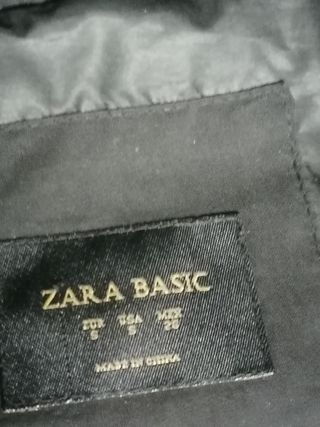 ZARA BASIC
EUR USA MEX
S S 26
MADE IN CHINA